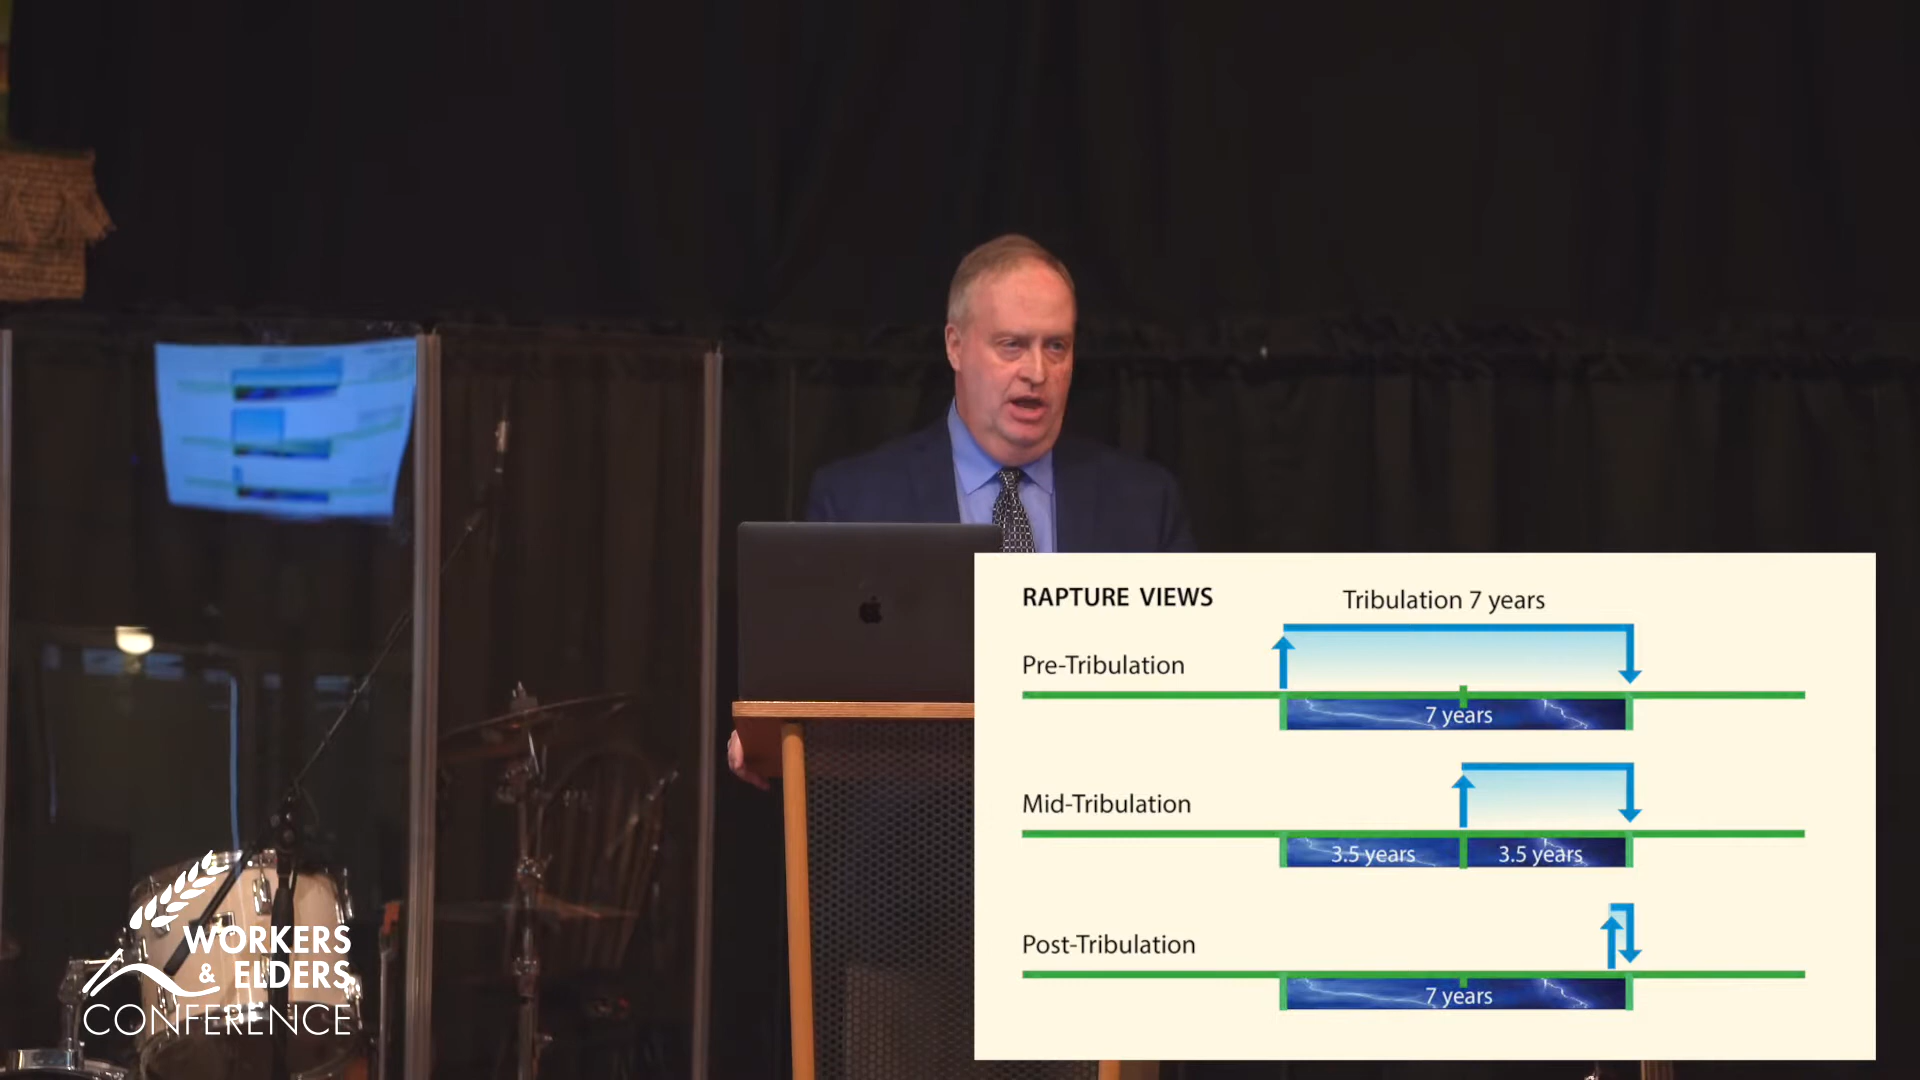 RAPTURE VIEWS
Tribulation 7 years
Pre-Tribulation
7 years
Mid-Tribulation
3.5 years
3.5 years
Post-Tribulation
7 years
WORKERS
& ELDERS
CONFERENCE